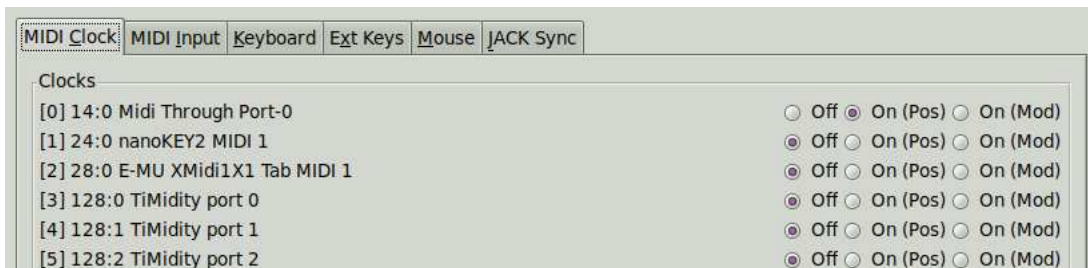 MIDI Clock MIDI Input Keyboard Ext Keys Mouse JACK Sync
Clocks
[0] 14:0 Midi Through Port-0 Off On (Pos) On (Mod)
[1] 24:0 nanoKEY2 MIDI 1 Off On (Pos) On (Mod)
[2] 28:0 E-MU XMidi1X1 Tab MIDI 1 Off On (Pos) On (Mod)
[3] 128:0 TiMidity port 0 Off On (Pos) On (Mod)
[4] 128:1 TiMidity port 1 Off On (Pos) On (Mod)
[5] 128:2 TiMidity port 2 Off On (Pos) On (Mod)